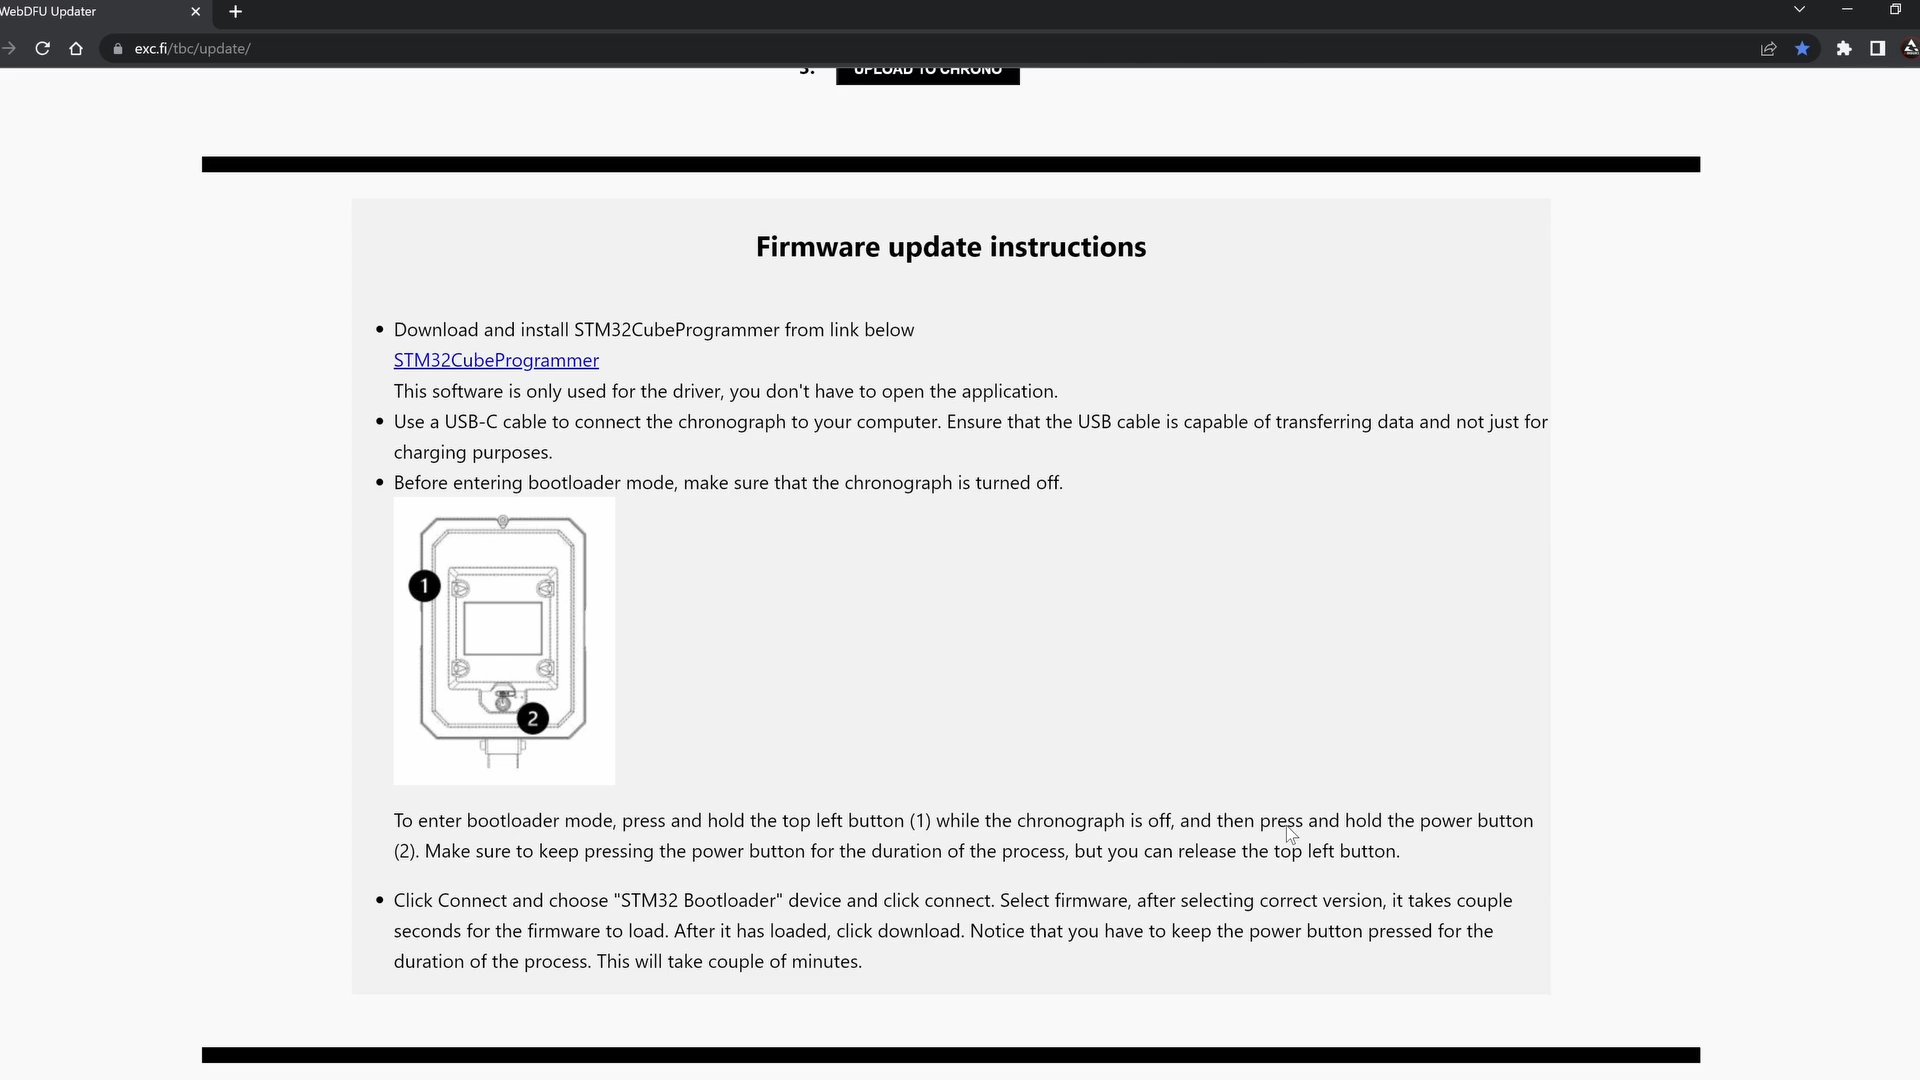 WebDFU Updater
exc.fi/tbc/update/
3. UPLOAD TO CHRONO
Firmware update instructions
• Download and install STM32CubeProgrammer from link below
STM32CubeProgrammer
This software is only used for the driver, you don't have to open the application.
• Use a USB-C cable to connect the chronograph to your computer. Ensure that the USB cable is capable of transferring data and not just for
charging purposes.
• Before entering bootloader mode, make sure that the chronograph is turned off.
1
2
To enter bootloader mode, press and hold the top left button (1) while the chronograph is off, and then press and hold the power button
(2). Make sure to keep pressing the power button for the duration of the process, but you can release the top left button.
• Click Connect and choose "STM32 Bootloader" device and click connect. Select firmware, after selecting correct version, it takes couple
seconds for the firmware to load. After it has loaded, click download. Notice that you have to keep the power button pressed for the
duration of the process. This will take couple of minutes.